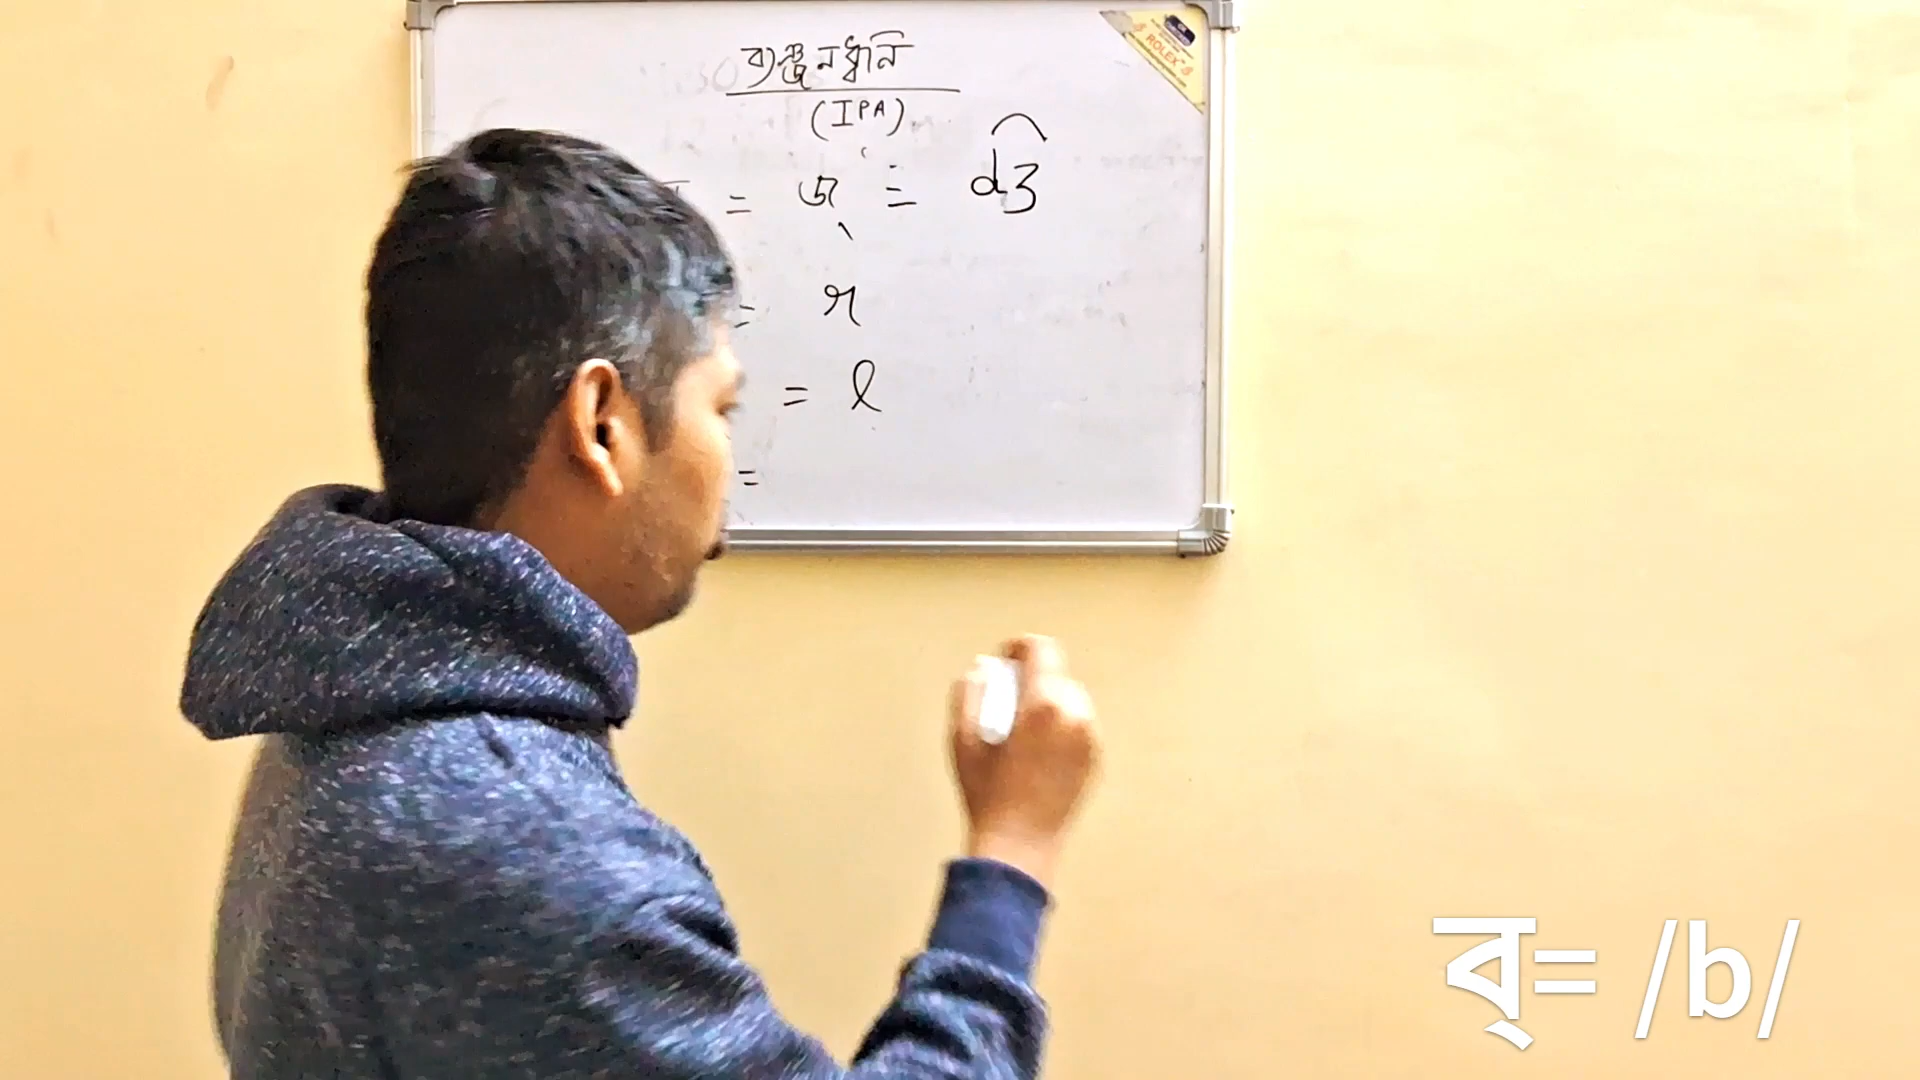 ব্যঞ্জনধ্বনি
(IPA)
= জ্ = d͡ʒ
= r
= l
=
ROLEX
ব্= /b/